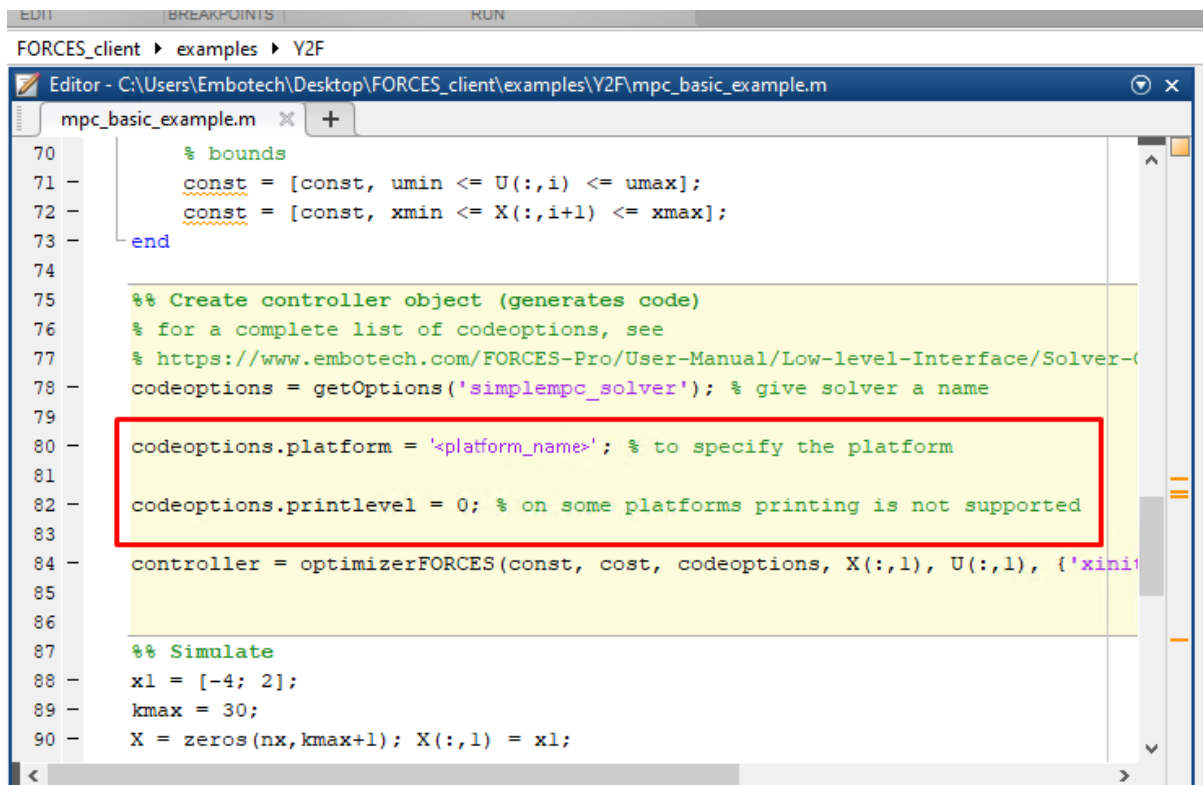 EDIT BREAKPOINTS RUN
FORCES_client ▸ examples ▸ Y2F
Editor - C:\Users\Embotech\Desktop\FORCES_client\examples\Y2F\mpc_basic_example.m
mpc_basic_example.m × +
70 % bounds
71 - const = [const, umin <= U(:,i) <= umax];
72 - const = [const, xmin <= X(:,i+1) <= xmax];
73 - end
74
75 %% Create controller object (generates code)
76 % for a complete list of codeoptions, see
77 % https://www.embotech.com/FORCES-Pro/User-Manual/Low-level-Interface/Solver-
78 - codeoptions = getOptions('simplempc_solver'); % give solver a name
79
80 - codeoptions.platform = '<platform_name>'; % to specify the platform
81
82 - codeoptions.printlevel = 0; % on some platforms printing is not supported
83
84 - controller = optimizerFORCES(const, cost, codeoptions, X(:,1), U(:,1), {'xinit
85
86
87 %% Simulate
88 - x1 = [-4; 2];
89 - kmax = 30;
90 - X = zeros(nx,kmax+1); X(:,1) = x1;